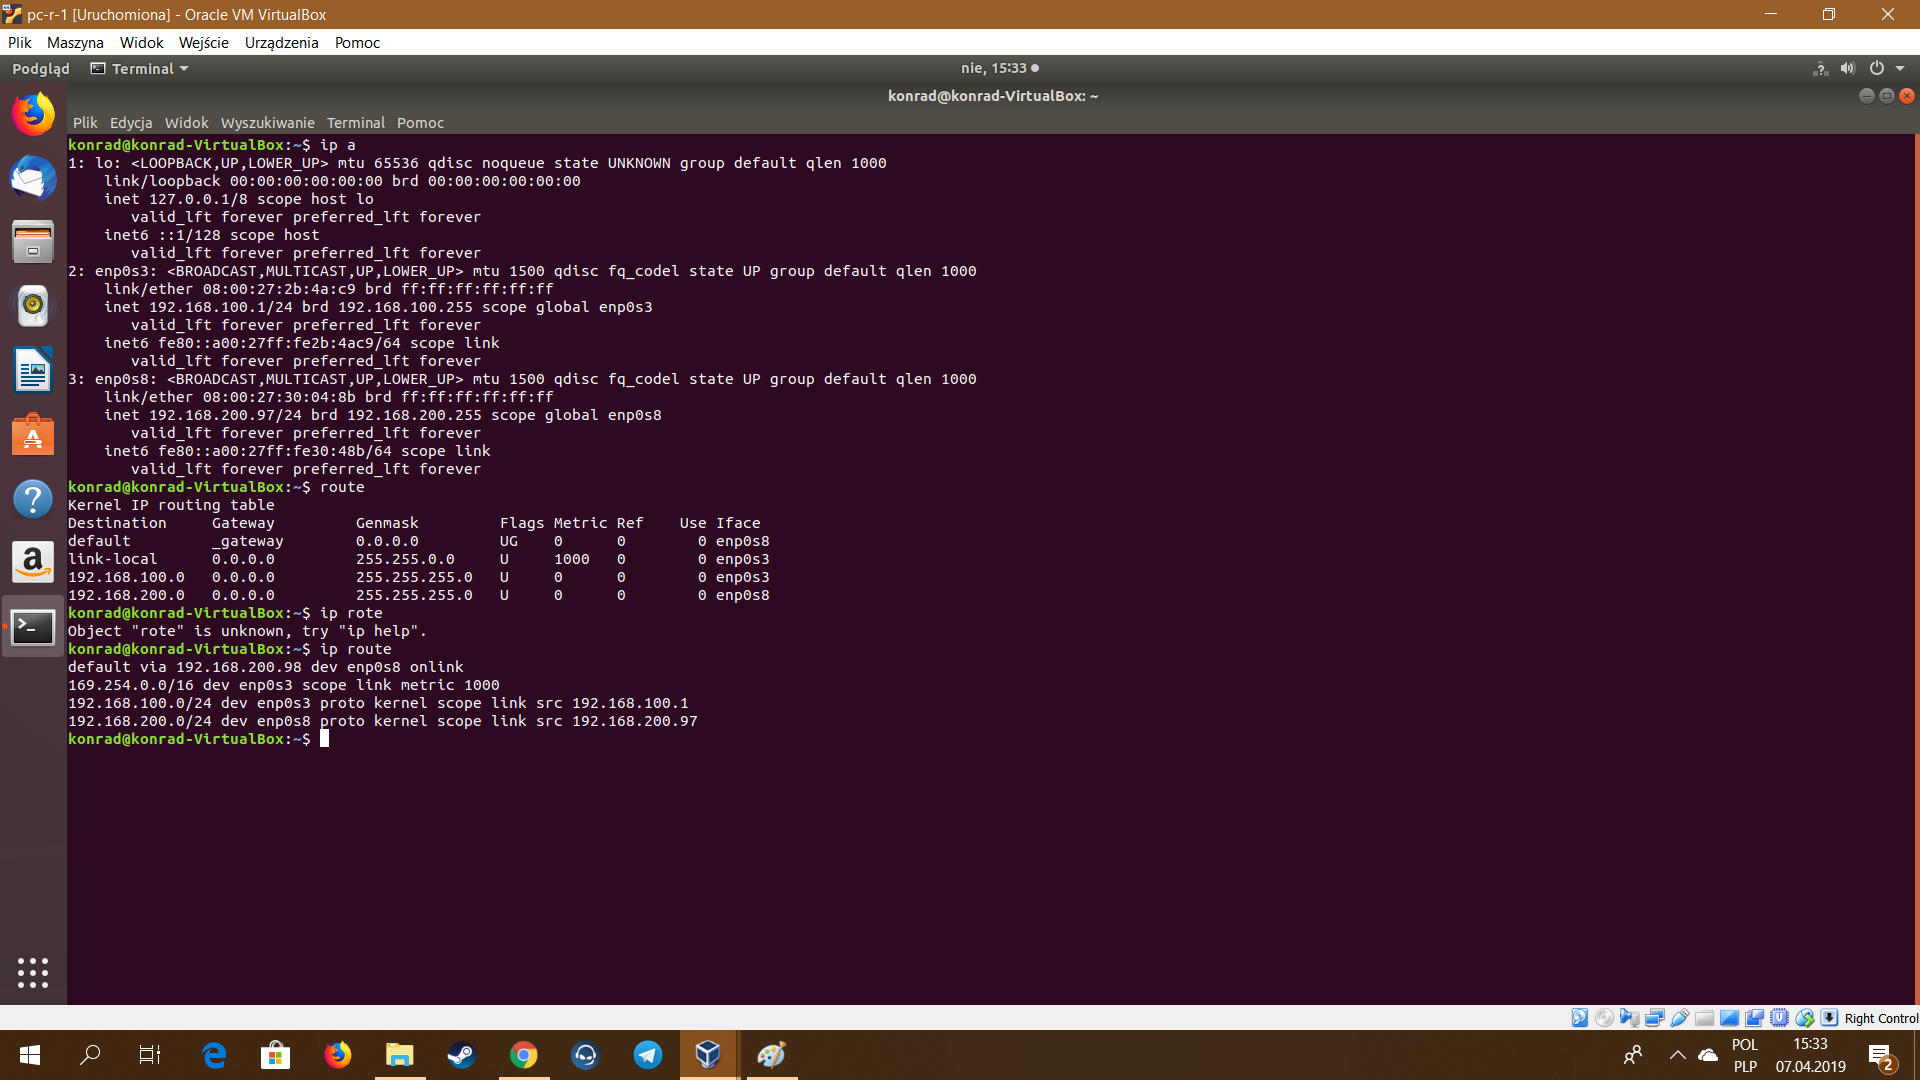 pc-r-1 [Uruchomiona] - Oracle VM VirtualBox
Plik Maszyna Widok Wejście Urządzenia Pomoc
Podgląd Terminal nie, 15:33
konrad@konrad-VirtualBox: ~
Plik Edycja Widok Wyszukiwanie Terminal Pomoc
konrad@konrad-VirtualBox:~$ ip a
1: lo: <LOOPBACK,UP,LOWER_UP> mtu 65536 qdisc noqueue state UNKNOWN group default qlen 1000
    link/loopback 00:00:00:00:00:00 brd 00:00:00:00:00:00
    inet 127.0.0.1/8 scope host lo
       valid_lft forever preferred_lft forever
    inet6 ::1/128 scope host
       valid_lft forever preferred_lft forever
2: enp0s3: <BROADCAST,MULTICAST,UP,LOWER_UP> mtu 1500 qdisc fq_codel state UP group default qlen 1000
    link/ether 08:00:27:2b:4a:c9 brd ff:ff:ff:ff:ff:ff
    inet 192.168.100.1/24 brd 192.168.100.255 scope global enp0s3
       valid_lft forever preferred_lft forever
    inet6 fe80::a00:27ff:fe2b:4ac9/64 scope link
       valid_lft forever preferred_lft forever
3: enp0s8: <BROADCAST,MULTICAST,UP,LOWER_UP> mtu 1500 qdisc fq_codel state UP group default qlen 1000
    link/ether 08:00:27:30:04:8b brd ff:ff:ff:ff:ff:ff
    inet 192.168.200.97/24 brd 192.168.200.255 scope global enp0s8
       valid_lft forever preferred_lft forever
    inet6 fe80::a00:27ff:fe30:48b/64 scope link
       valid_lft forever preferred_lft forever
konrad@konrad-VirtualBox:~$ route
Kernel IP routing table
Destination     Gateway         Genmask         Flags Metric Ref    Use Iface
default         _gateway        0.0.0.0         UG    0      0        0 enp0s8
link-local      0.0.0.0         255.255.0.0     U     1000   0        0 enp0s3
192.168.100.0   0.0.0.0         255.255.255.0   U     0      0        0 enp0s3
192.168.200.0   0.0.0.0         255.255.255.0   U     0      0        0 enp0s8
konrad@konrad-VirtualBox:~$ ip rote
Object "rote" is unknown, try "ip help".
konrad@konrad-VirtualBox:~$ ip route
default via 192.168.200.98 dev enp0s8 onlink
169.254.0.0/16 dev enp0s3 scope link metric 1000
192.168.100.0/24 dev enp0s3 proto kernel scope link src 192.168.100.1
192.168.200.0/24 dev enp0s8 proto kernel scope link src 192.168.200.97
konrad@konrad-VirtualBox:~$
Right Control
POL 15:33
PLP 07.04.2019 2